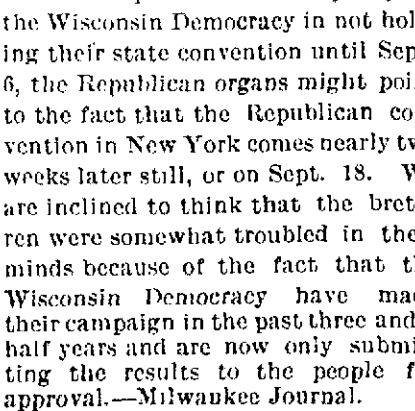 the Wisconsin Democracy in not hol
ing their state convention until Sep
6, the Republican organs might poi
to the fact that the Republican co
vention in New York comes nearly tw
weeks later still, or on Sept. 18. W
are inclined to think that the bret
ren were somewhat troubled in the
minds because of the fact that t
Wisconsin Democracy have mad
their campaign in the past three and
half years and are now only submi
ting the results to the people f
approval.—Milwaukee Journal.